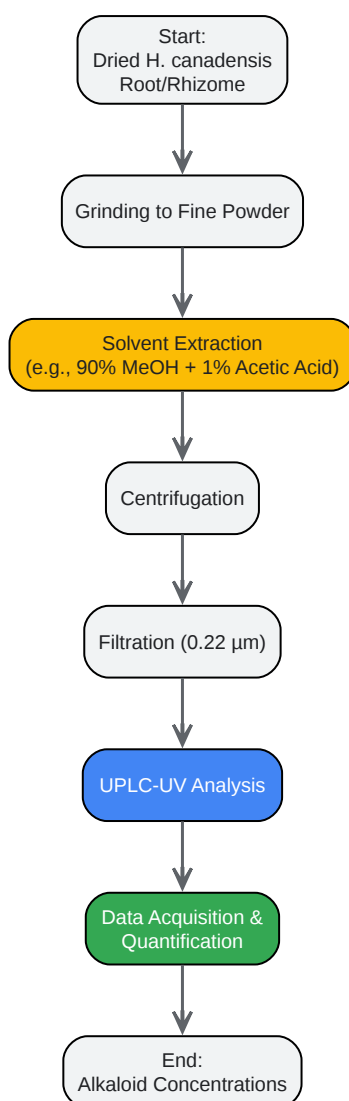 Start:
Dried H. canadensis
Root/Rhizome
Grinding to Fine Powder
Solvent Extraction
(e.g., 90% MeOH + 1% Acetic Acid)
Centrifugation
Filtration (0.22 µm)
UPLC-UV Analysis
Data Acquisition &
Quantification
End:
Alkaloid Concentrations